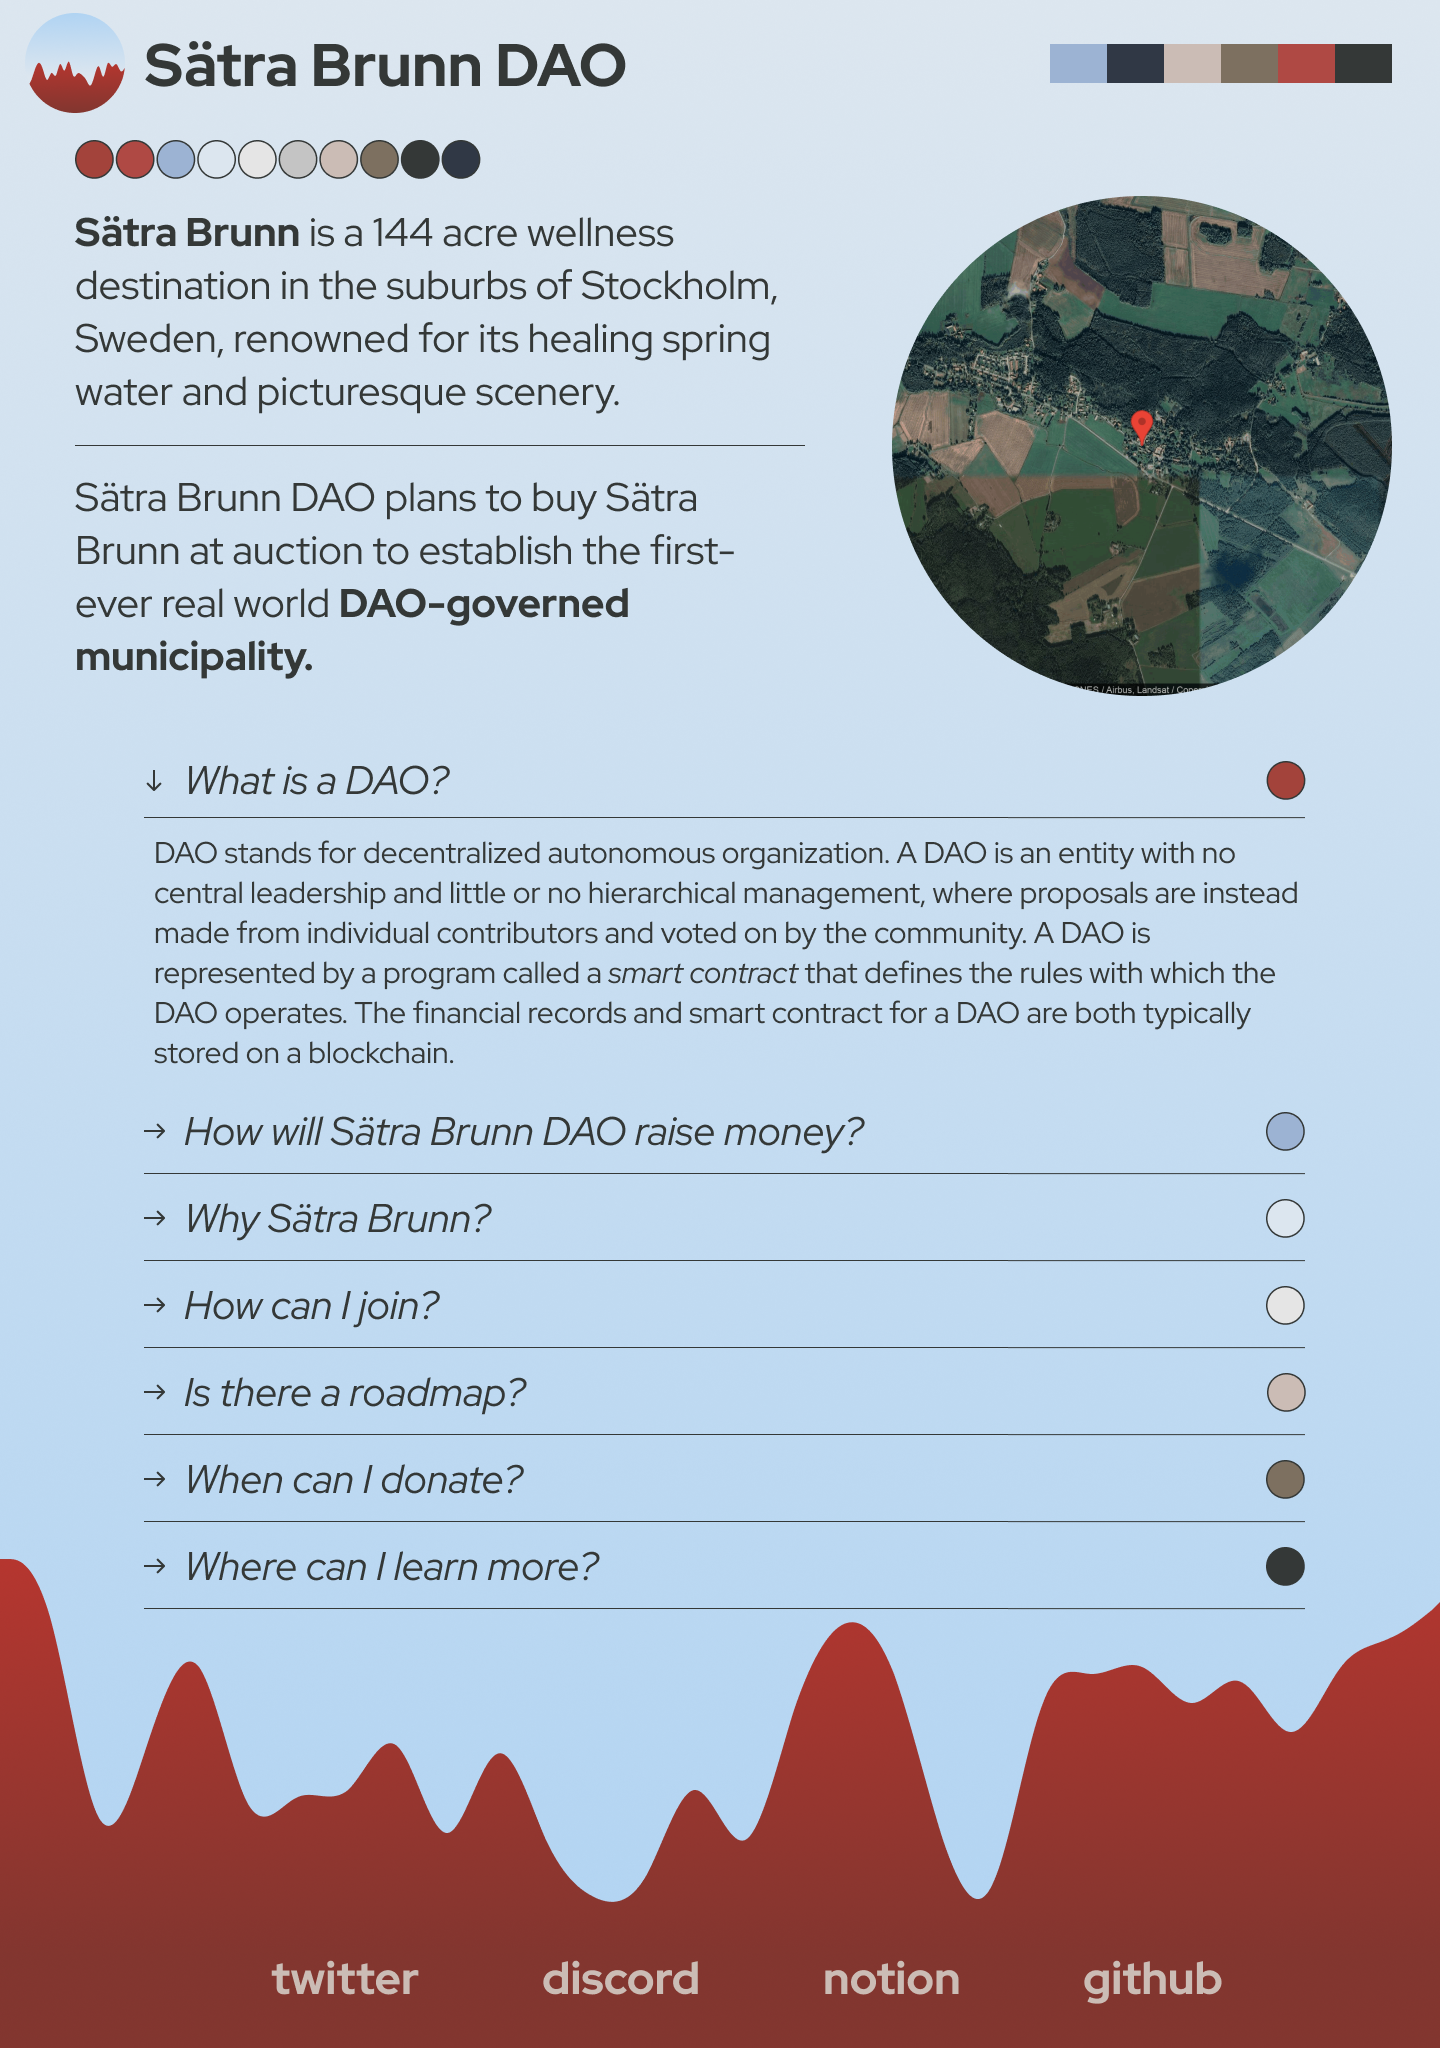 Sätra Brunn DAO
Sätra Brunn is a 144 acre wellness
destination in the suburbs of Stockholm,
Sweden, renowned for its healing spring
water and picturesque scenery.
Sätra Brunn DAO plans to buy Sätra
Brunn at auction to establish the first-
ever real world DAO-governed
municipality.
/ Airbus, Landsat /
↓ What is a DAO?
DAO stands for decentralized autonomous organization. A DAO is an entity with no
central leadership and little or no hierarchical management, where proposals are instead
made from individual contributors and voted on by the community. A DAO is
represented by a program called a smart contract that defines the rules with which the
DAO operates. The financial records and smart contract for a DAO are both typically
stored on a blockchain.
→ How will Sätra Brunn DAO raise money?
→ Why Sätra Brunn?
→ How can I join?
→ Is there a roadmap?
→ When can I donate?
→ Where can I learn more?
twitter discord notion github